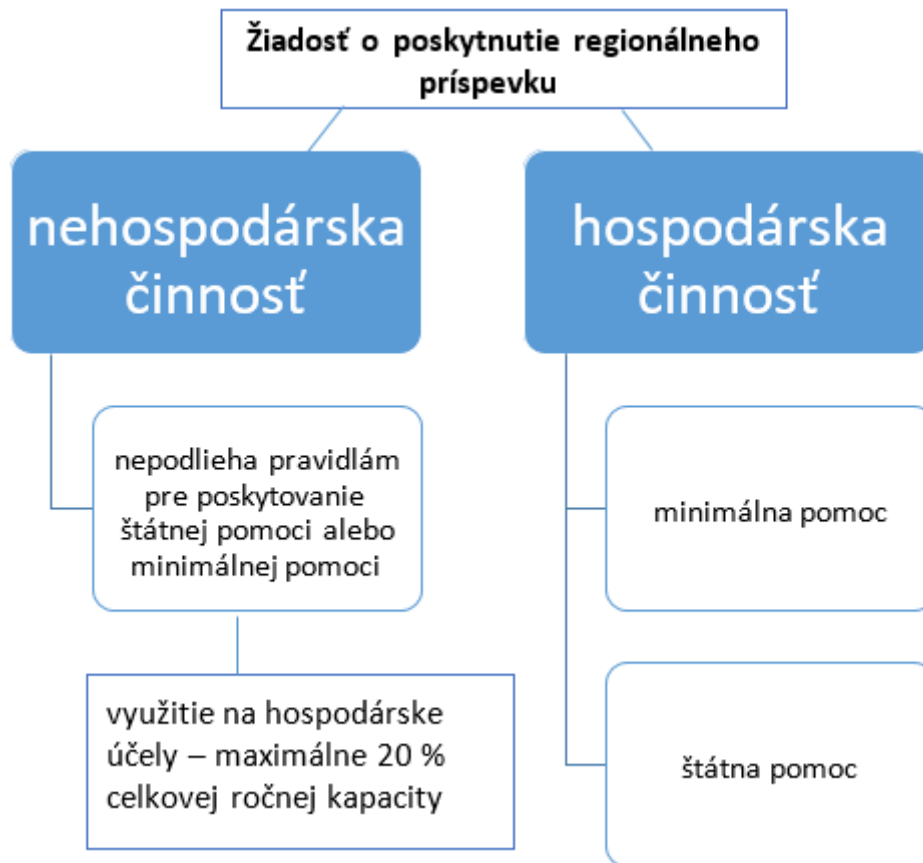 Žiadosť o poskytnutie regionálneho
príspevku
nehospodárska
činnosť
hospodárska
činnosť
nepodlieha pravidlám
pre poskytovanie
štátnej pomoci alebo
minimálnej pomoci
minimálna pomoc
využitie na hospodárske
účely – maximálne 20 %
celkovej ročnej kapacity
štátna pomoc